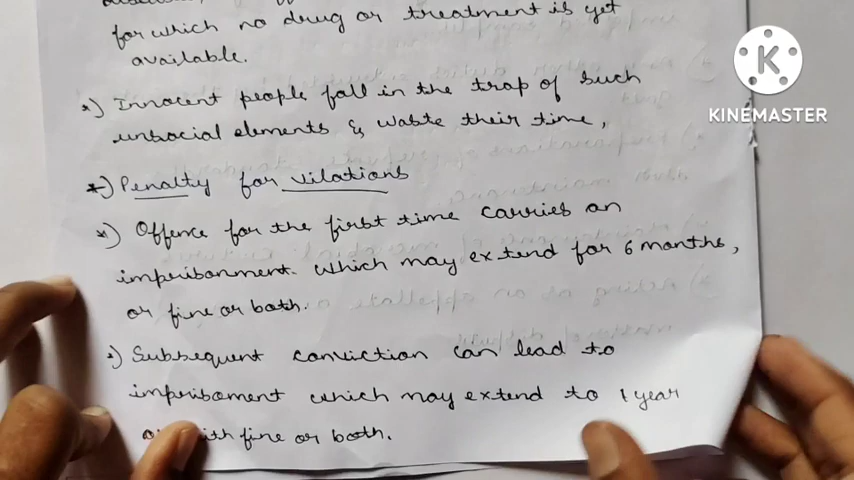 for which no drug or treatment is yet
available.
*) Innocent people fall in the trap of such
unsocial elements & waste their time,
*) Penalty for vilations
*) Offence for the first time carries an
imprisonment which may extend for 6 months,
or fine or both.
*) Subsequent conviction can lead to
impriboment which may extend to 1 year
with fine or both.
KINEMASTER